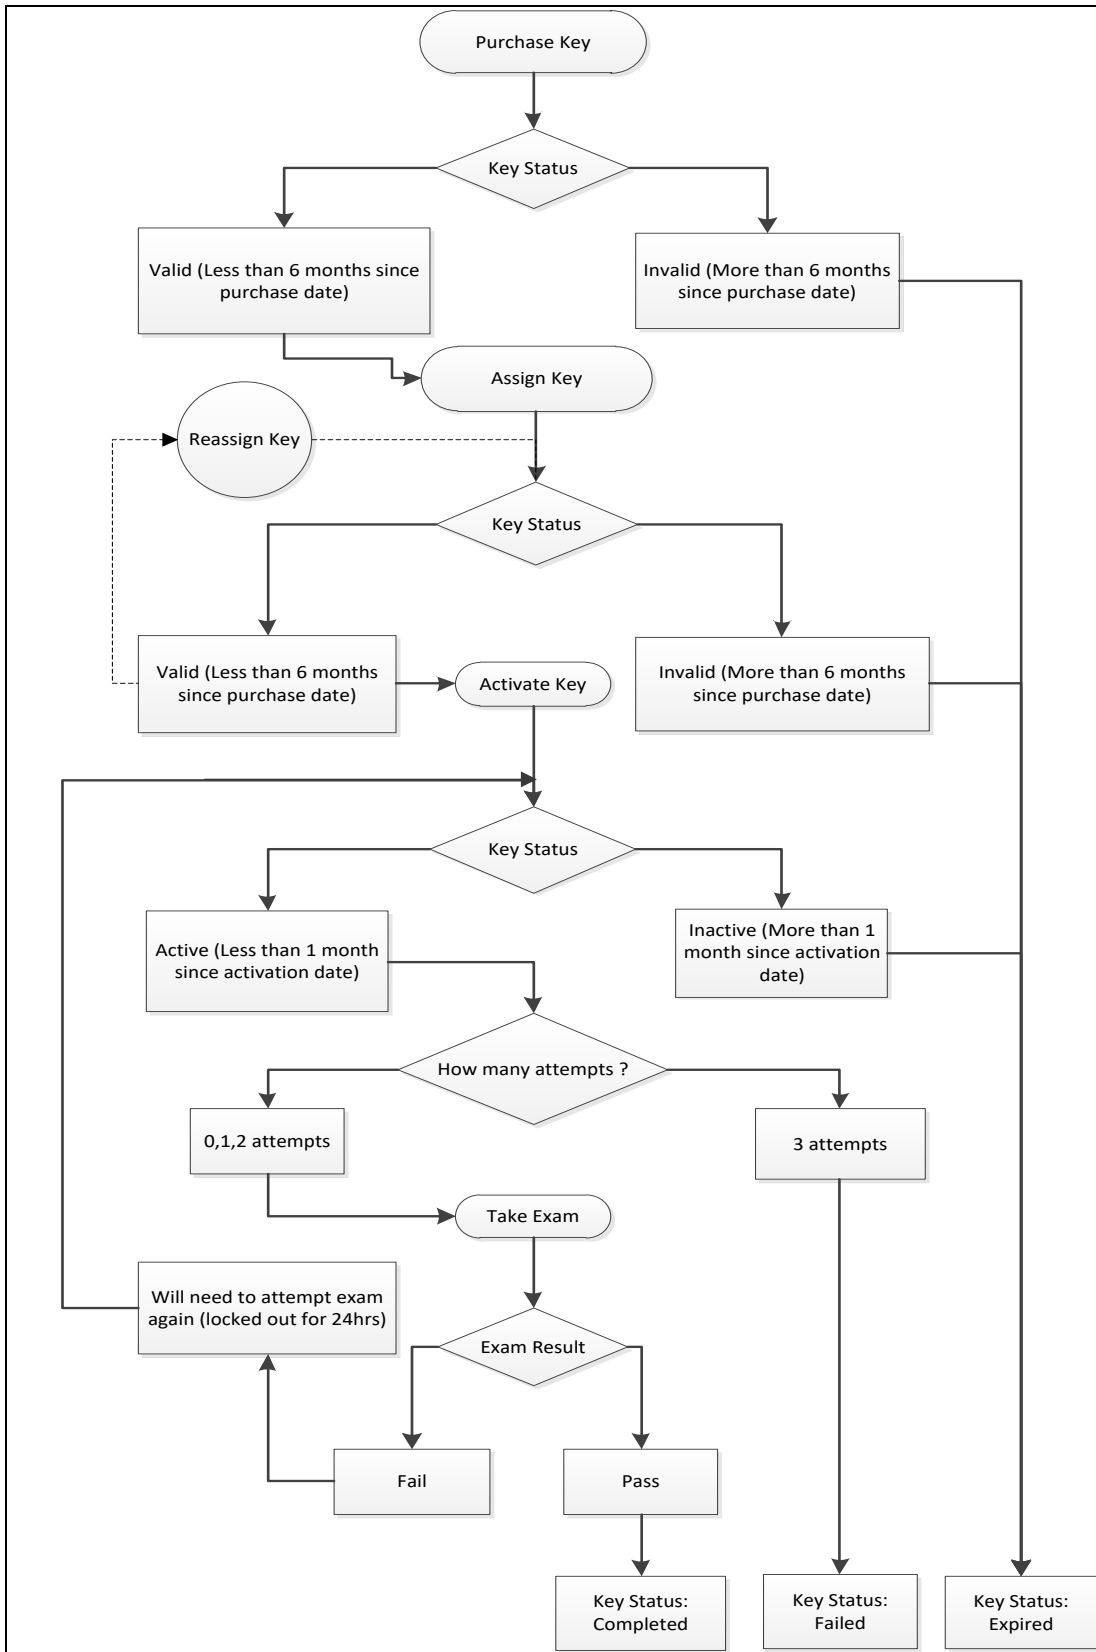 Purchase Key
Key Status
Valid (Less than 6 months since
purchase date)
Invalid (More than 6 months
since purchase date)
Assign Key
Reassign Key
Key Status
Valid (Less than 6 months
since purchase date)
Activate Key
Invalid (More than 6 months
since purchase date)
Key Status
Active (Less than 1 month
since activation date)
Inactive (More than 1
month since activation
date)
How many attempts ?
0,1,2 attempts
3 attempts
Take Exam
Will need to attempt exam
again (locked out for 24hrs)
Exam Result
Fail
Pass
Key Status:
Completed
Key Status:
Failed
Key Status:
Expired